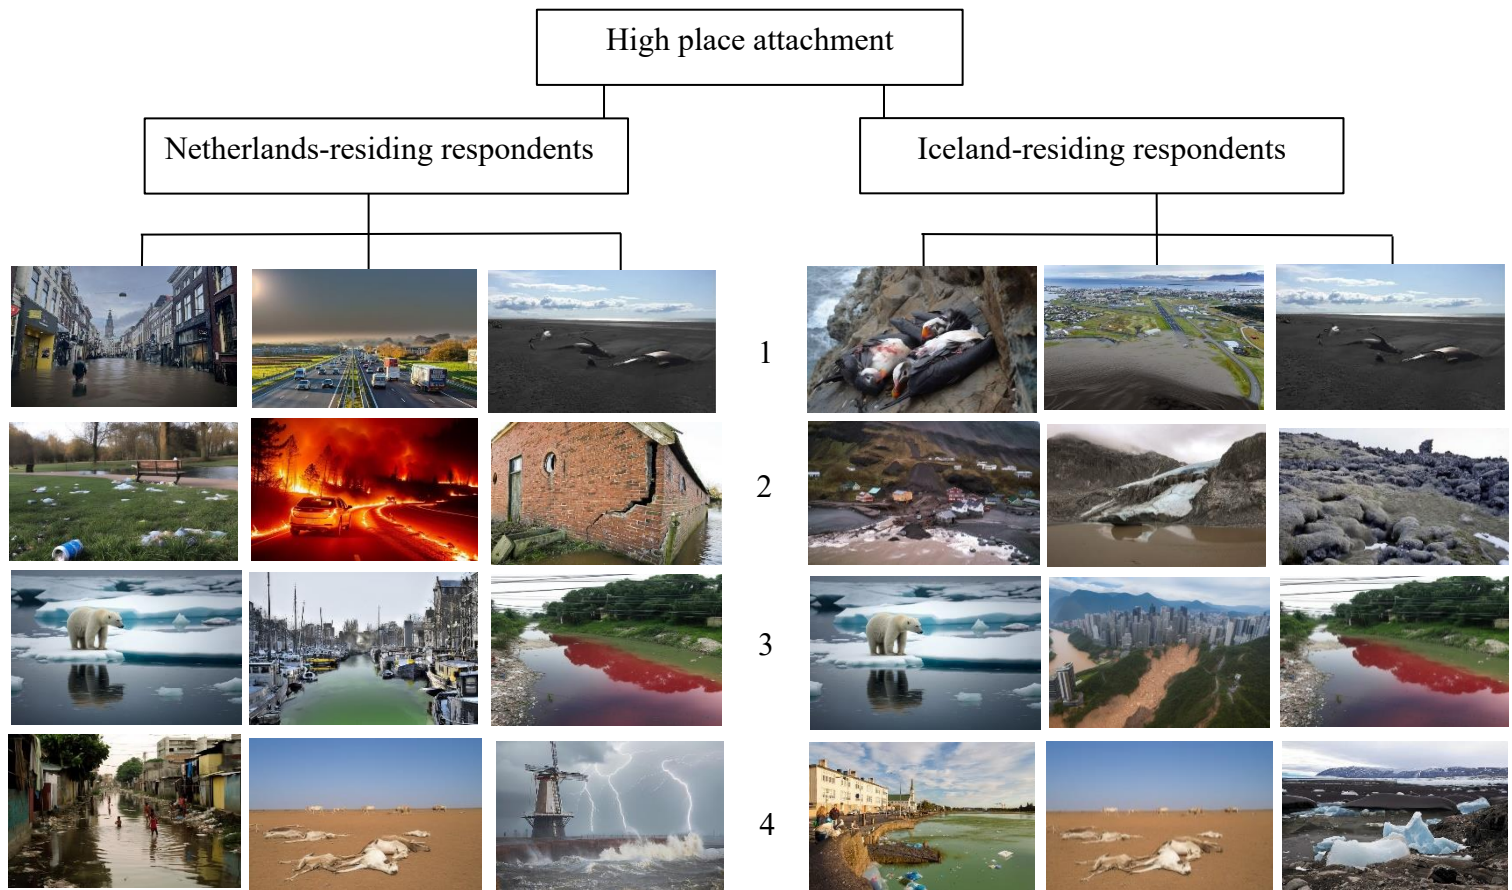 High place attachment
Netherlands-residing respondents
Iceland-residing respondents
1
2
3
4